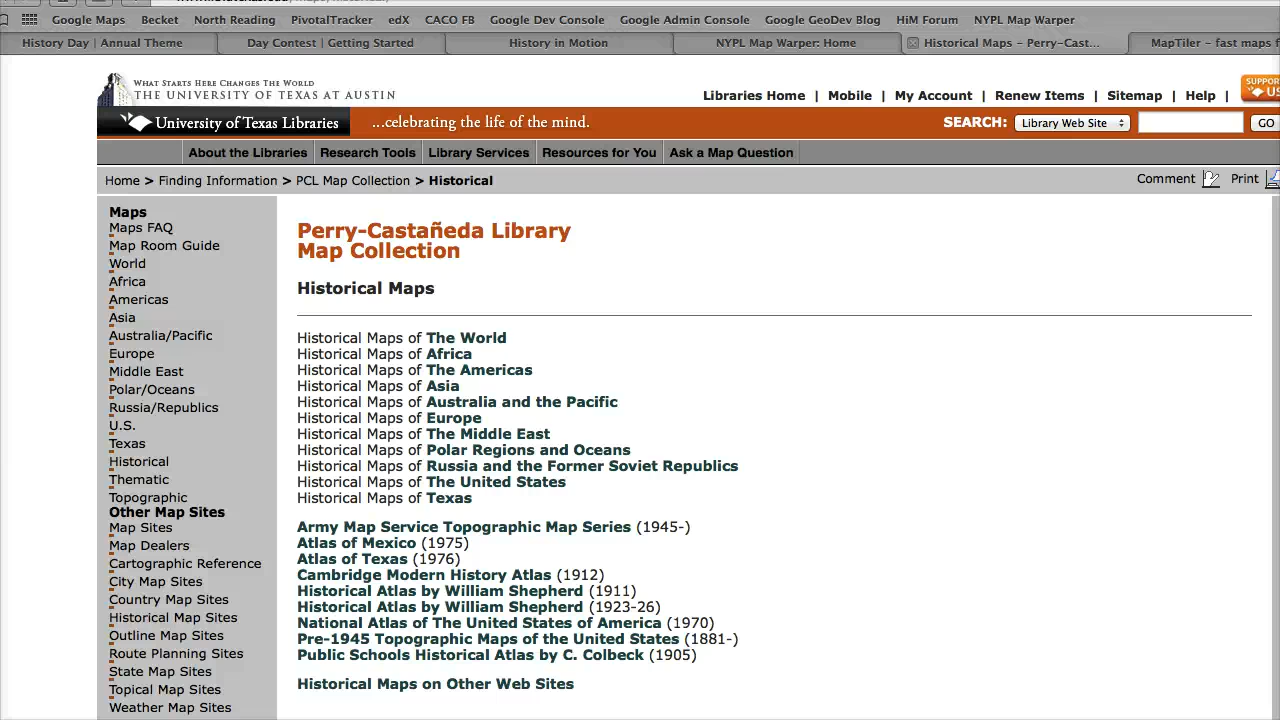 Google Maps Becket North Reading PivotalTracker edX CACO FB Google Dev Console Google Admin Console Google GeoDev Blog HiM Forum NYPL Map Warper
History Day | Annual Theme Day Contest | Getting Started History in Motion NYPL Map Warper: Home Historical Maps – Perry-Cast... MapTiler – fast maps f
WHAT STARTS HERE CHANGES THE WORLD
THE UNIVERSITY OF TEXAS AT AUSTIN
Libraries Home | Mobile | My Account | Renew Items | Sitemap | Help |
SUPPOR
US
University of Texas Libraries ...celebrating the life of the mind. SEARCH: Library Web Site GO
About the Libraries Research Tools Library Services Resources for You Ask a Map Question
Home > Finding Information > PCL Map Collection > Historical Comment Print
Maps
Maps FAQ
Map Room Guide
World
Africa
Americas
Asia
Australia/Pacific
Europe
Middle East
Polar/Oceans
Russia/Republics
U.S.
Texas
Historical
Thematic
Topographic
Other Map Sites
Map Sites
Map Dealers
Cartographic Reference
City Map Sites
Country Map Sites
Historical Map Sites
Outline Map Sites
Route Planning Sites
State Map Sites
Topical Map Sites
Weather Map Sites
Perry-Castañeda Library
Map Collection
Historical Maps
Historical Maps of The World
Historical Maps of Africa
Historical Maps of The Americas
Historical Maps of Asia
Historical Maps of Australia and the Pacific
Historical Maps of Europe
Historical Maps of The Middle East
Historical Maps of Polar Regions and Oceans
Historical Maps of Russia and the Former Soviet Republics
Historical Maps of The United States
Historical Maps of Texas
Army Map Service Topographic Map Series (1945-)
Atlas of Mexico (1975)
Atlas of Texas (1976)
Cambridge Modern History Atlas (1912)
Historical Atlas by William Shepherd (1911)
Historical Atlas by William Shepherd (1923-26)
National Atlas of The United States of America (1970)
Pre-1945 Topographic Maps of the United States (1881-)
Public Schools Historical Atlas by C. Colbeck (1905)
Historical Maps on Other Web Sites